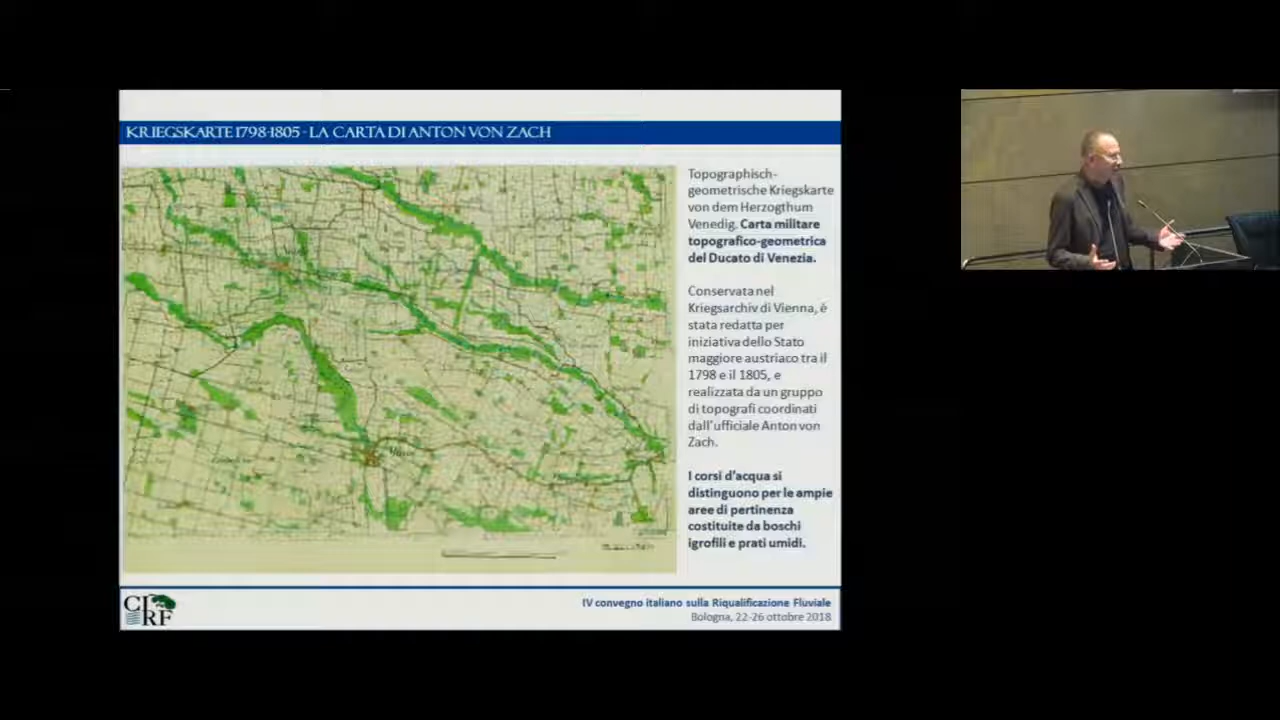 KRIEGSKARTE 1798-1805 - LA CARTA DI ANTON VON ZACH
Topographisch-
geometrische Kriegskarte
von dem Herzogthum
Venedig. Carta militare
topografico-geometrica
del Ducato di Venezia.
Conservata nel
Kriegsarchiv di Vienna, è
stata redatta per
iniziativa dello Stato
maggiore austriaco tra il
1798 e il 1805, e
realizzata da un gruppo
di topografi coordinati
dall'ufficiale Anton von
Zach.
I corsi d'acqua si
distinguono per le ampie
aree di pertinenza
costituite da boschi
igrofili e prati umidi.
CIRF
IV convegno italiano sulla Riqualificazione Fluviale
Bologna, 22-26 ottobre 2018